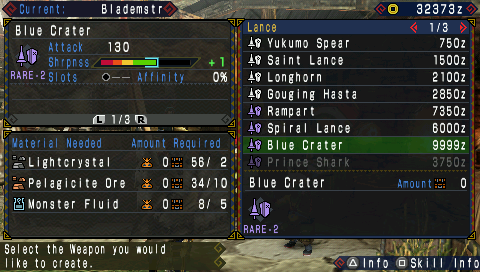 Current: Blademstr
32373z
Blue Crater
Attack 130
Shrpnss +1
RARE-2 Slots ●-- Affinity 0%
L 1/3 R
Material Needed Amount Required
Lightcrystal 0 56/ 2
Pelagicite Ore 0 34/10
Monster Fluid 0 8/ 5
Select the Weapon you would
like to create.
Lance 1/3
Yukumo Spear 750z
Saint Lance 1500z
Longhorn 2100z
Gouging Hasta 2850z
Rampart 7350z
Spiral Lance 6000z
Blue Crater 9999z
Prince Shark 3750z
Blue Crater Amount 0
RARE-2
△ Info □ Skill Info